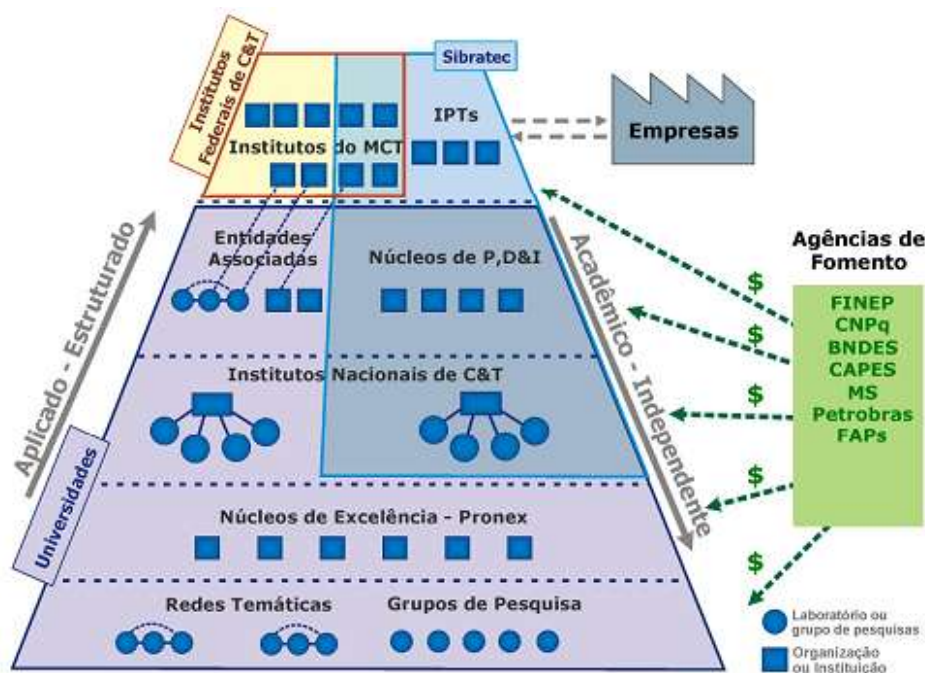 Institutos
Federais de C&T
Sibratec
IPTs
Institutos do MCT
Empresas
Aplicado - Estruturado
Acadêmico - Independente
Entidades
Associadas
Núcleos de P,D&I
Institutos Nacionais de C&T
Universidades
Núcleos de Excelência - Pronex
Redes Temáticas
Grupos de Pesquisa
Agências de
Fomento
FINEP
CNPq
BNDES
CAPES
MS
Petrobras
FAPs
$
$
$
$
$
Laboratório ou
grupo de pesquisas
Organização
ou Instituição